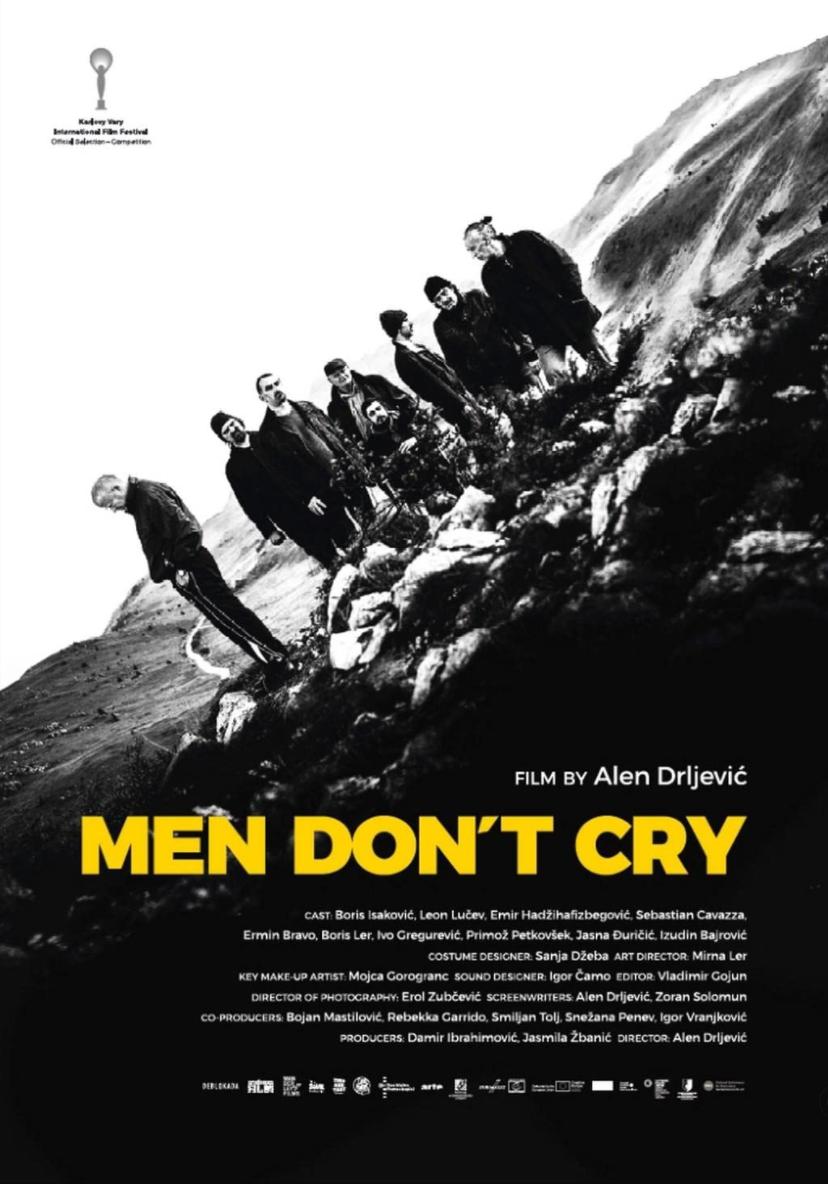 Karlovy Vary
International Film Festival
Official Selection – Competition
FILM BY Alen Drljević
MEN DON'T CRY
CAST: Boris Isaković, Leon Lučev, Emir Hadžihafizbegović, Sebastian Cavazza,
Ermin Bravo, Boris Ler, Ivo Gregurević, Primož Petkovšek, Jasna Đuričić, Izudin Bajrović
COSTUME DESIGNER: Sanja Džeba ART DIRECTOR: Mirna Ler
KEY MAKE-UP ARTIST: Mojca Gorogranc SOUND DESIGNER: Igor Čamo EDITOR: Vladimir Gojun
DIRECTOR OF PHOTOGRAPHY: Erol Zubčević SCREENWRITERS: Alen Drljević, Zoran Solomun
CO-PRODUCERS: Bojan Mastilović, Rebekka Garrido, Smiljan Tolj, Snežana Penev, Igor Vranjković
PRODUCERS: Damir Ibrahimović, Jasmila Žbanić DIRECTOR: Alen Drljević
DEBLOKADA arte